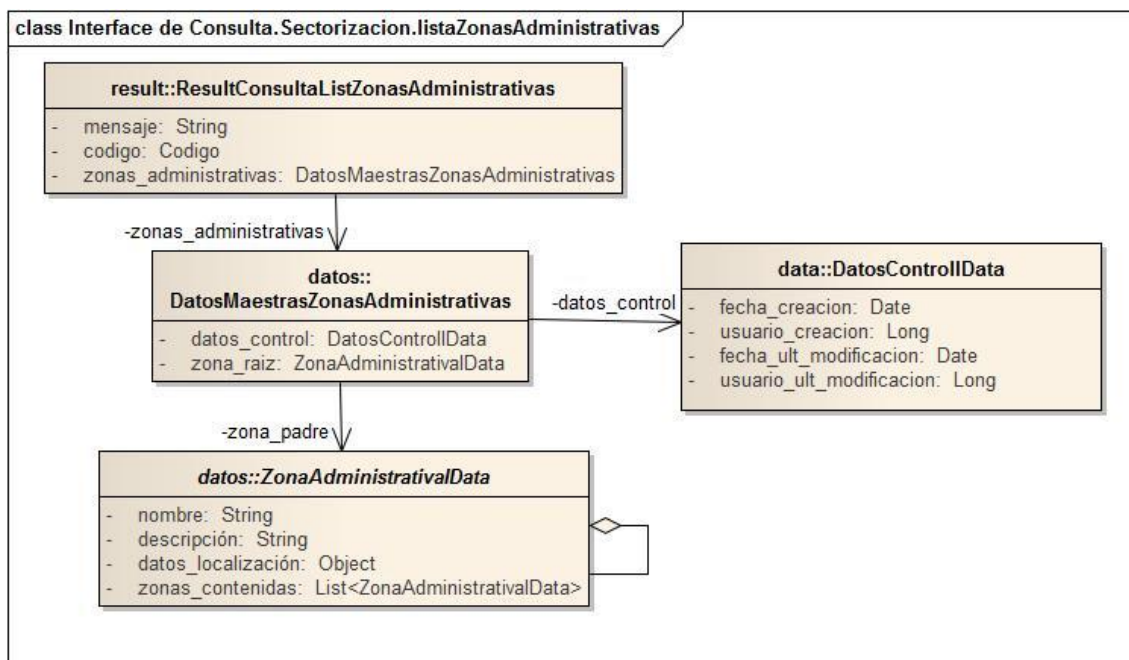 class Interface de Consulta.Sectorizacion.listaZonasAdministrativas
result::ResultConsultaListZonasAdministrativas
- mensaje: String
- codigo: Codigo
- zonas_administrativas: DatosMaestrasZonasAdministrativas
-zonas_administrativas
datos::
DatosMaestrasZonasAdministrativas
- datos_control: DatosControlIData
- zona_raiz: ZonaAdministrativaIData
-datos_control
data::DatosControlIData
- fecha_creacion: Date
- usuario_creacion: Long
- fecha_ult_modificacion: Date
- usuario_ult_modificacion: Long
-zona_padre
datos::ZonaAdministrativaIData
- nombre: String
- descripción: String
- datos_localización: Object
- zonas_contenidas: List<ZonaAdministrativaIData>